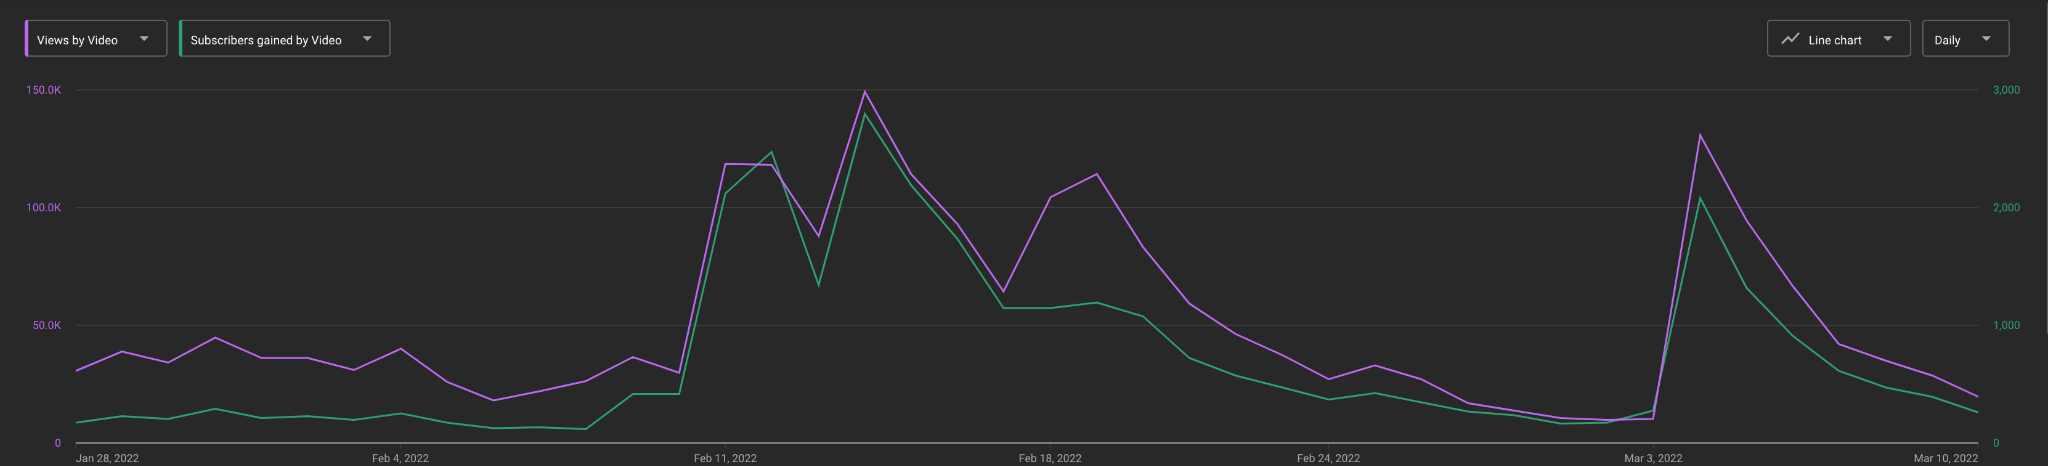 Views by Video
Subscribers gained by Video
Line chart
Daily
150.0K
3,000
100.0K
2,000
50.0K
1,000
0
0
Jan 28, 2022
Feb 4, 2022
Feb 11, 2022
Feb 18, 2022
Feb 24, 2022
Mar 3, 2022
Mar 10, 2022